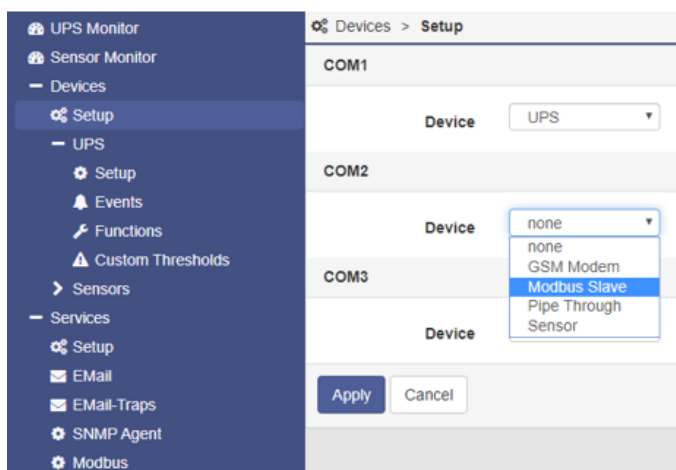 UPS Monitor
Sensor Monitor
Devices
Setup
UPS
Setup
Events
Functions
Custom Thresholds
Sensors
Services
Setup
EMail
EMail-Traps
SNMP Agent
Modbus
Devices > Setup
COM1
Device UPS
COM2
Device none
none
GSM Modem
Modbus Slave
Pipe Through
Sensor
COM3
Device
Apply Cancel